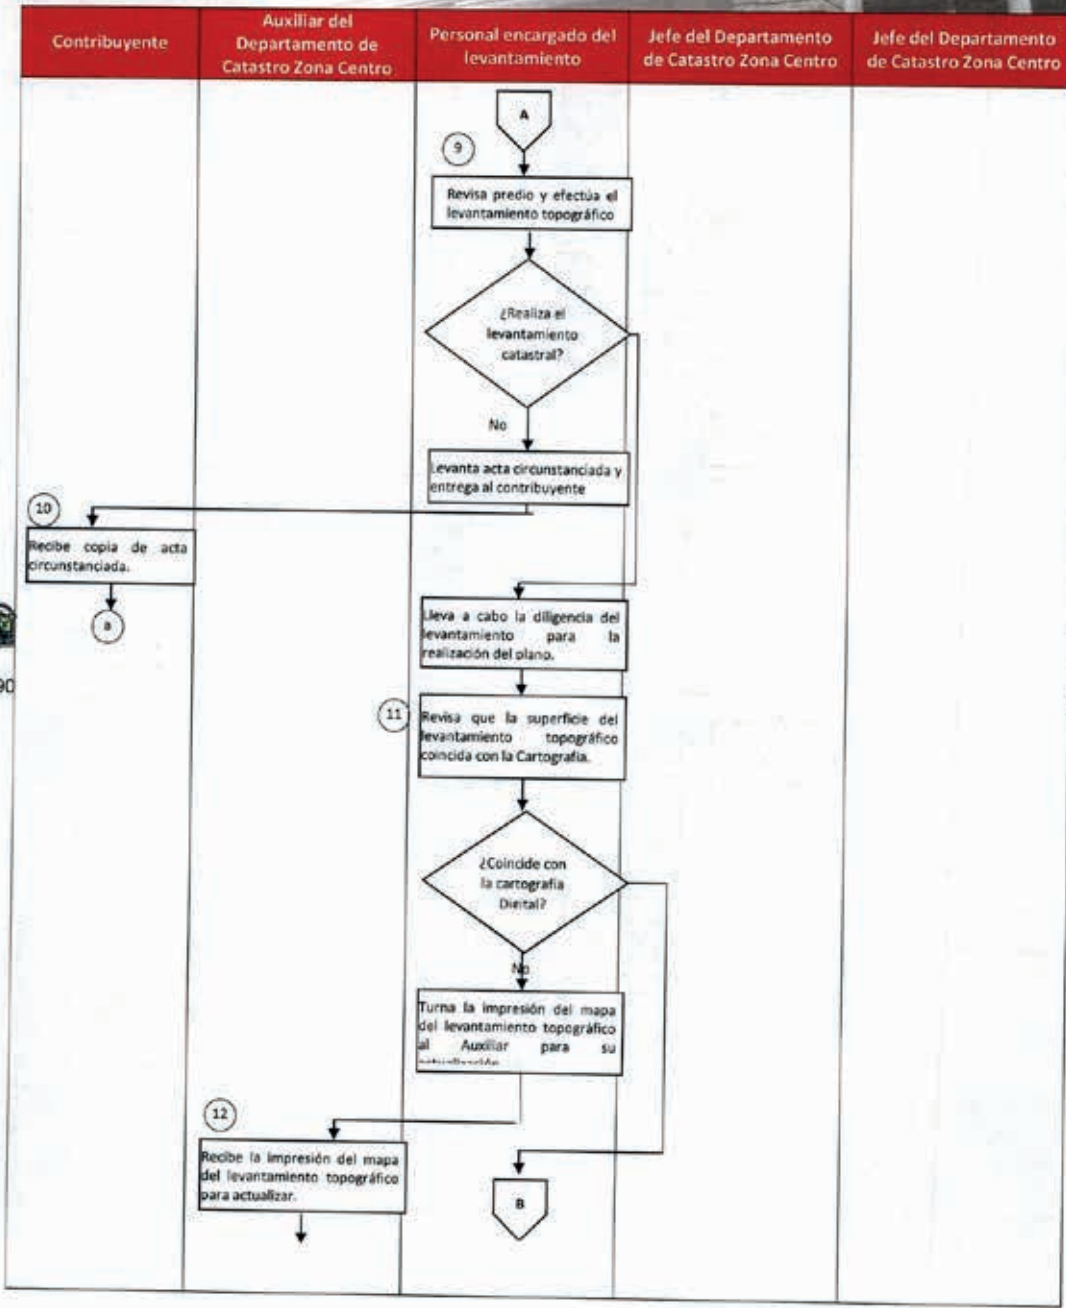 Contribuyente
Auxiliar del
Departamento de
Catastro Zona Centro
Personal encargado del
levantamiento
Jefe del Departamento
de Catastro Zona Centro
Jefe del Departamento
de Catastro Zona Centro
A
9
Revisa predio y efectúa el
levantamiento topográfico
¿Realiza el
levantamiento
catastral?
No
Levanta acta circunstanciada y
entrega al contribuyente
10
Recibe copia de acta
circunstanciada.
a
Lleva a cabo la diligencia del
levantamiento para la
realización del plano.
90
11
Revisa que la superficie del
levantamiento topográfico
coincida con la Cartografía.
¿Coincide con
la cartografía
Digital?
No
Turna la impresión del mapa
del levantamiento topográfico
al Auxiliar para su
actualización
12
Recibe la impresión del mapa
del levantamiento topográfico
para actualizar.
B